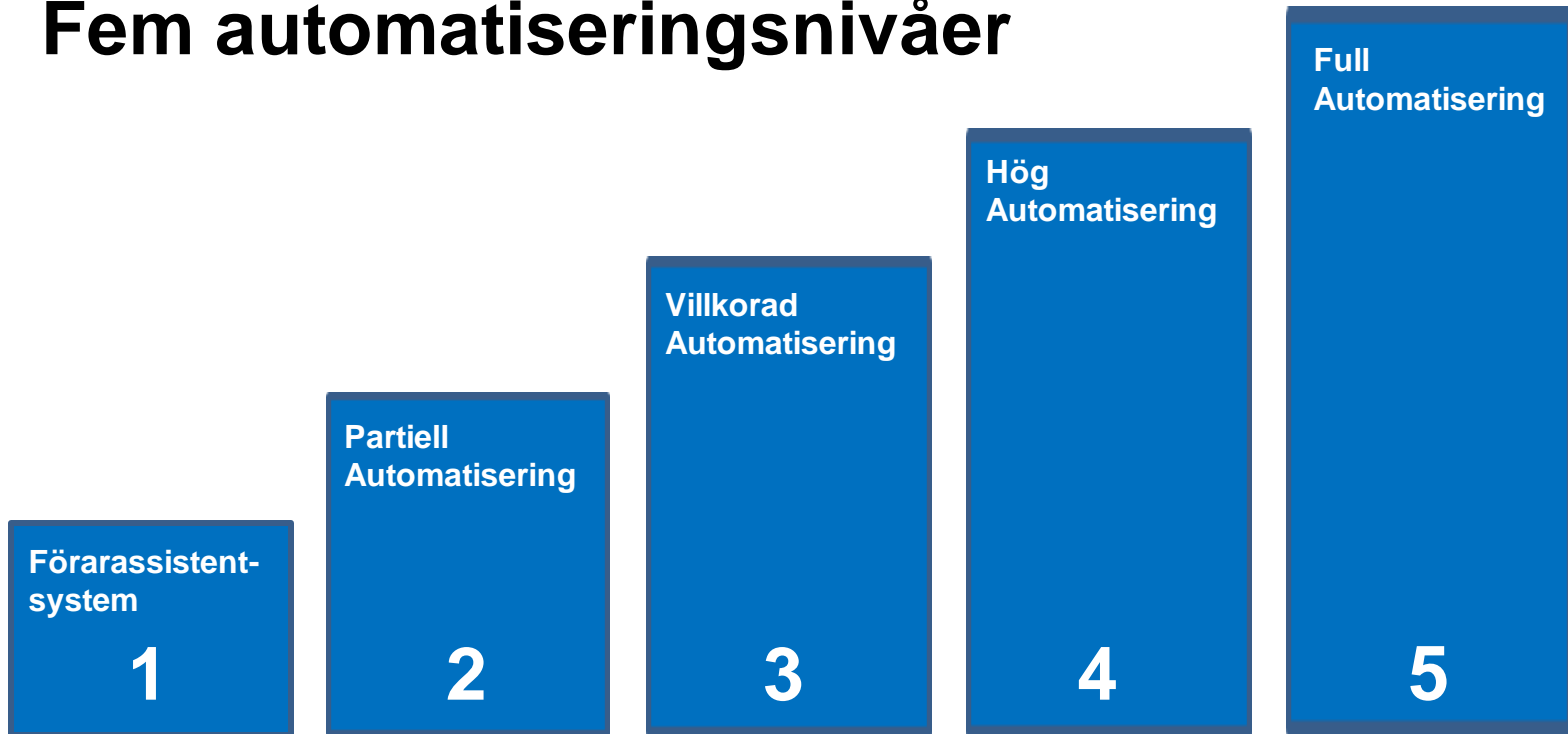 Fem automatiseringsnivåer
Förarassistent-
system
1
Partiell
Automatisering
2
Villkorad
Automatisering
3
Hög
Automatisering
4
Full
Automatisering
5